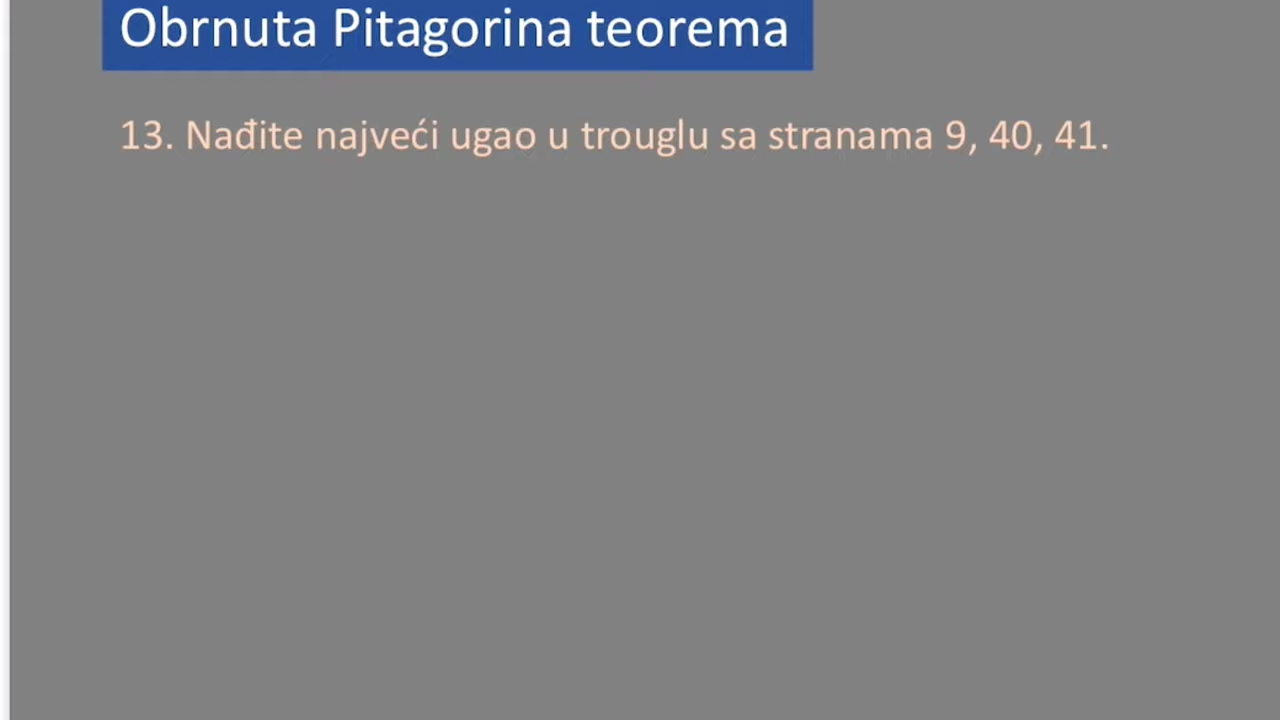 Obrnuta Pitagorina teorema
13. Nađite najveći ugao u trouglu sa stranama 9, 40, 41.